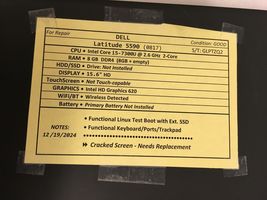 For Repair
DELL
Condition: GOOD
Latitude 5590 (0817)
S/T: GLPTZQ2
CPU • Intel Core i5-7300U @ 2.6 GHz 2-Core
RAM • 8 GB DDR4 (8GB + empty)
HDD/SSD • Drive: Not Installed
DISPLAY • 15.6" HD
TouchScreen • Not Touch-capable
GRAPHICS • Intel HD Graphics 620
WiFi/BT • Wireless Detected
Battery • Primary Battery Not Installed
• Functional Linux Test Boot with Ext. SSD
NOTES: • Functional Keyboard/Ports/Trackpad
12/19/2024
» Cracked Screen - Needs Replacement